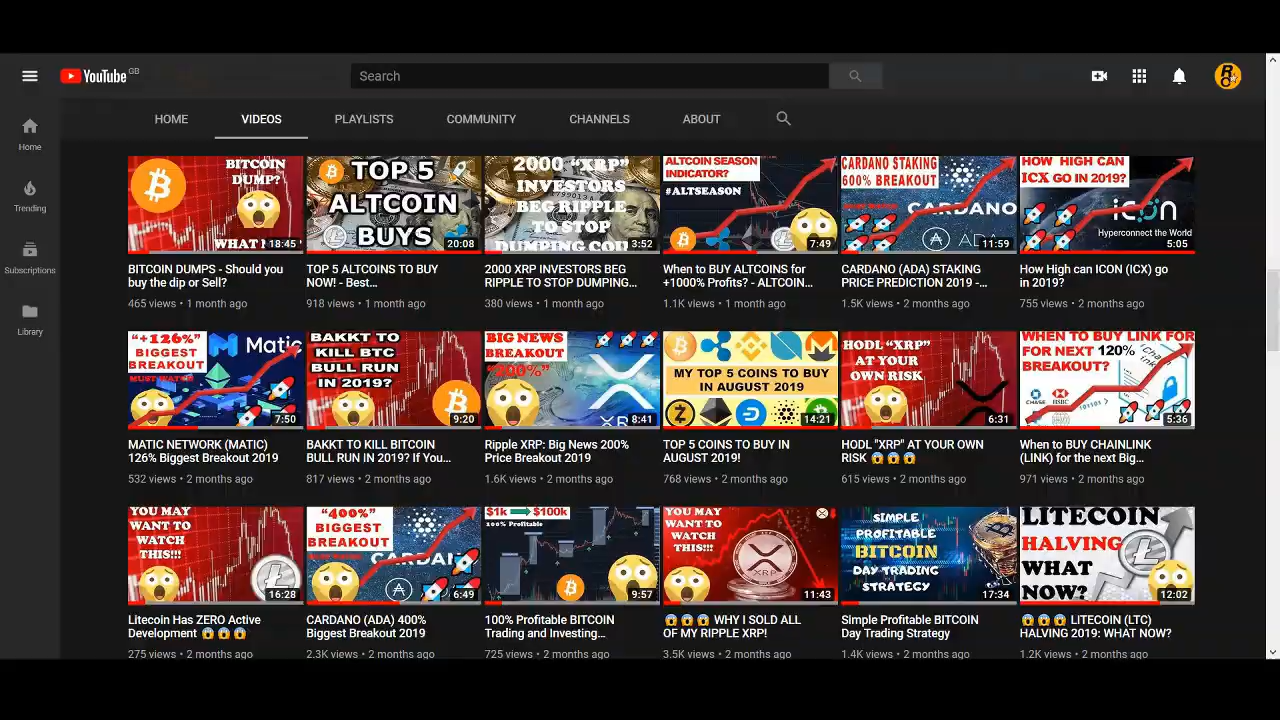 YouTube GB
Search
HOME VIDEOS PLAYLISTS COMMUNITY CHANNELS ABOUT
Home
Trending
Subscriptions
Library
BITCOIN
DUMP?
18:45
BITCOIN DUMPS - Should you
buy the dip or Sell?
465 views • 1 month ago
TOP 5
ALTCOIN
BUYS
20:08
TOP 5 ALTCOINS TO BUY
NOW! - Best...
918 views • 1 month ago
2000 “XRP”
INVESTORS
BEG RIPPLE
TO STOP
DUMPING COIN
3:52
2000 XRP INVESTORS BEG
RIPPLE TO STOP DUMPING...
380 views • 1 month ago
ALTCOIN SEASON
INDICATOR?
#ALTSEASON
7:49
When to BUY ALTCOINS for
+1000% Profits? - ALTCOIN...
1.1K views • 1 month ago
CARDANO STAKING
600% BREAKOUT
CARDANO
ADA
11:59
CARDANO (ADA) STAKING
PRICE PREDICTION 2019 -...
1.5K views • 2 months ago
HOW HIGH CAN
ICX GO IN 2019?
icon
Hyperconnect the World
5:05
How High can ICON (ICX) go
in 2019?
755 views • 2 months ago
“+126%”
BIGGEST
BREAKOUT
MUST WATCH
Matic
7:50
MATIC NETWORK (MATIC)
126% Biggest Breakout 2019
532 views • 2 months ago
BAKKT TO
KILL BTC
BULL RUN
IN 2019?
9:20
BAKKT TO KILL BITCOIN
BULL RUN IN 2019? If You...
817 views • 2 months ago
BIG NEWS
BREAKOUT
“200%”
XRP
8:41
Ripple XRP: Big News 200%
Price Breakout 2019
1.6K views • 2 months ago
MY TOP 5 COINS TO BUY
IN AUGUST 2019
14:21
TOP 5 COINS TO BUY IN
AUGUST 2019!
768 views • 2 months ago
HODL “XRP”
AT YOUR
OWN RISK
6:31
HODL "XRP" AT YOUR OWN
RISK 😱😱😱
615 views • 2 months ago
WHEN TO BUY LINK FOR
FOR NEXT 120%
BREAKOUT?
CHASE HSBC
5:36
When to BUY CHAINLINK
(LINK) for the next Big...
971 views • 2 months ago
YOU MAY
WANT TO
WATCH
THIS!!!
16:28
Litecoin Has ZERO Active
Development 😱😱😱
275 views • 2 months ago
“400%”
BIGGEST
BREAKOUT
6:49
CARDANO (ADA) 400%
Biggest Breakout 2019
2.3K views • 2 months ago
$1k $100k
100% Profitable
9:57
100% Profitable BITCOIN
Trading and Investing...
725 views • 2 months ago
YOU MAY
WANT TO
WATCH
THIS!!!
XRP
11:43
😱😱😱 WHY I SOLD ALL
OF MY RIPPLE XRP!
3.5K views • 2 months ago
SIMPLE
PROFITABLE
BITCOIN
DAY TRADING
STRATEGY
17:34
Simple Profitable BITCOIN
Day Trading Strategy
1.4K views • 2 months ago
LITECOIN
HALVING
WHAT
NOW?
12:02
😱😱😱 LITECOIN (LTC)
HALVING 2019: WHAT NOW?
1.2K views • 2 months ago